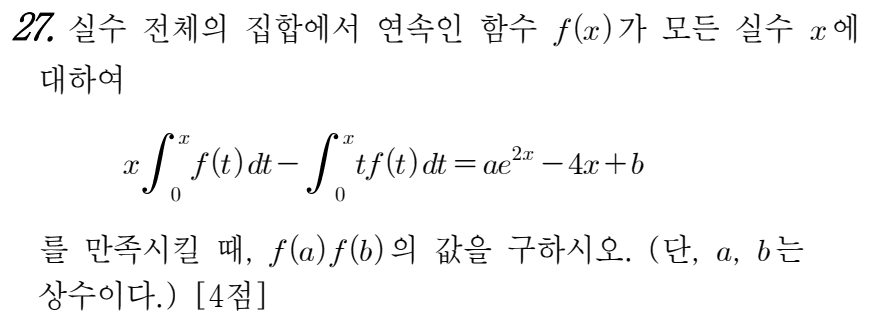 27. 실수 전체의 집합에서 연속인 함수 f(x)가 모든 실수 x에
대하여
x∫₀ˣ f(t)dt − ∫₀ˣ tf(t)dt = ae²ˣ − 4x + b
를 만족시킬 때, f(a)f(b)의 값을 구하시오. (단, a, b는
상수이다.) [4점]